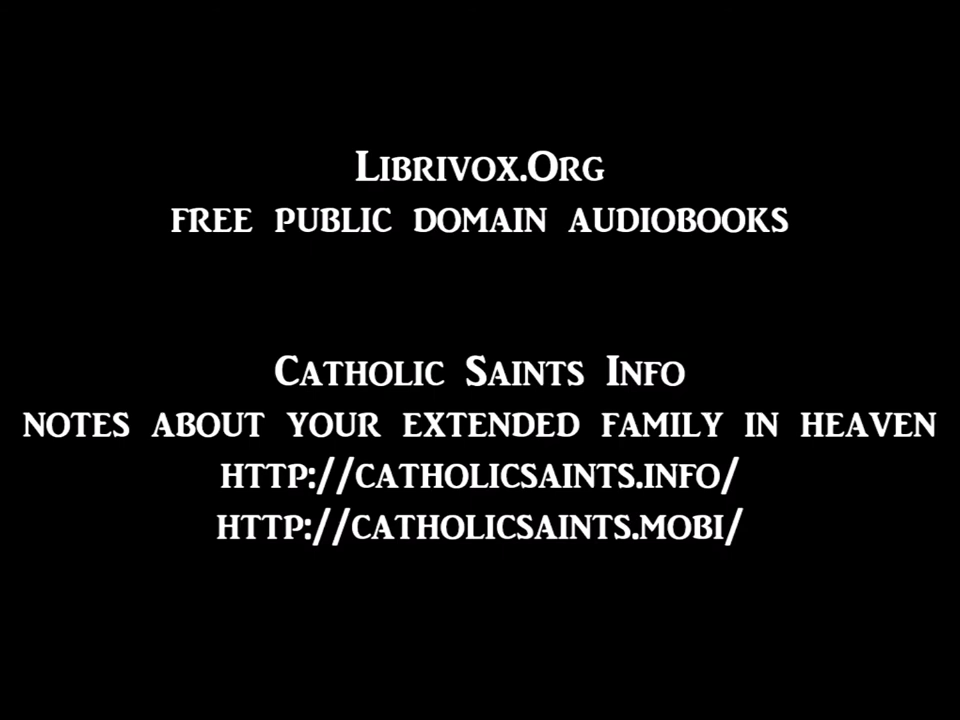 Librivox.Org
free public domain audiobooks
Catholic Saints Info
notes about your extended family in heaven
http://catholicsaints.info/
http://catholicsaints.mobi/